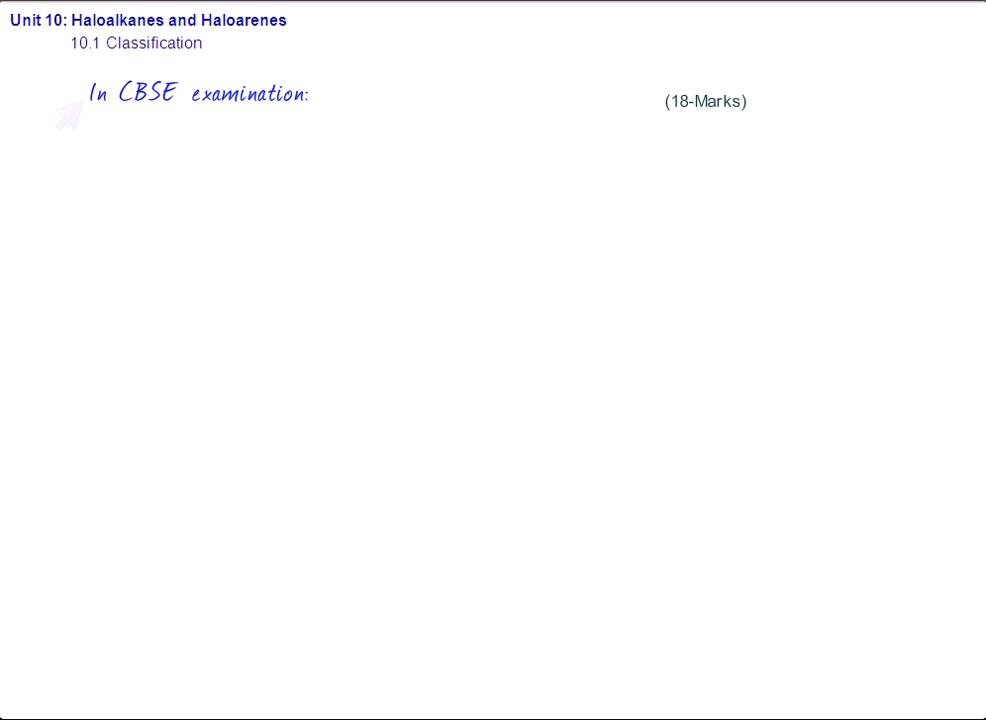 Unit 10: Haloalkanes and Haloarenes
10.1 Classification
In CBSE examination:
(18-Marks)